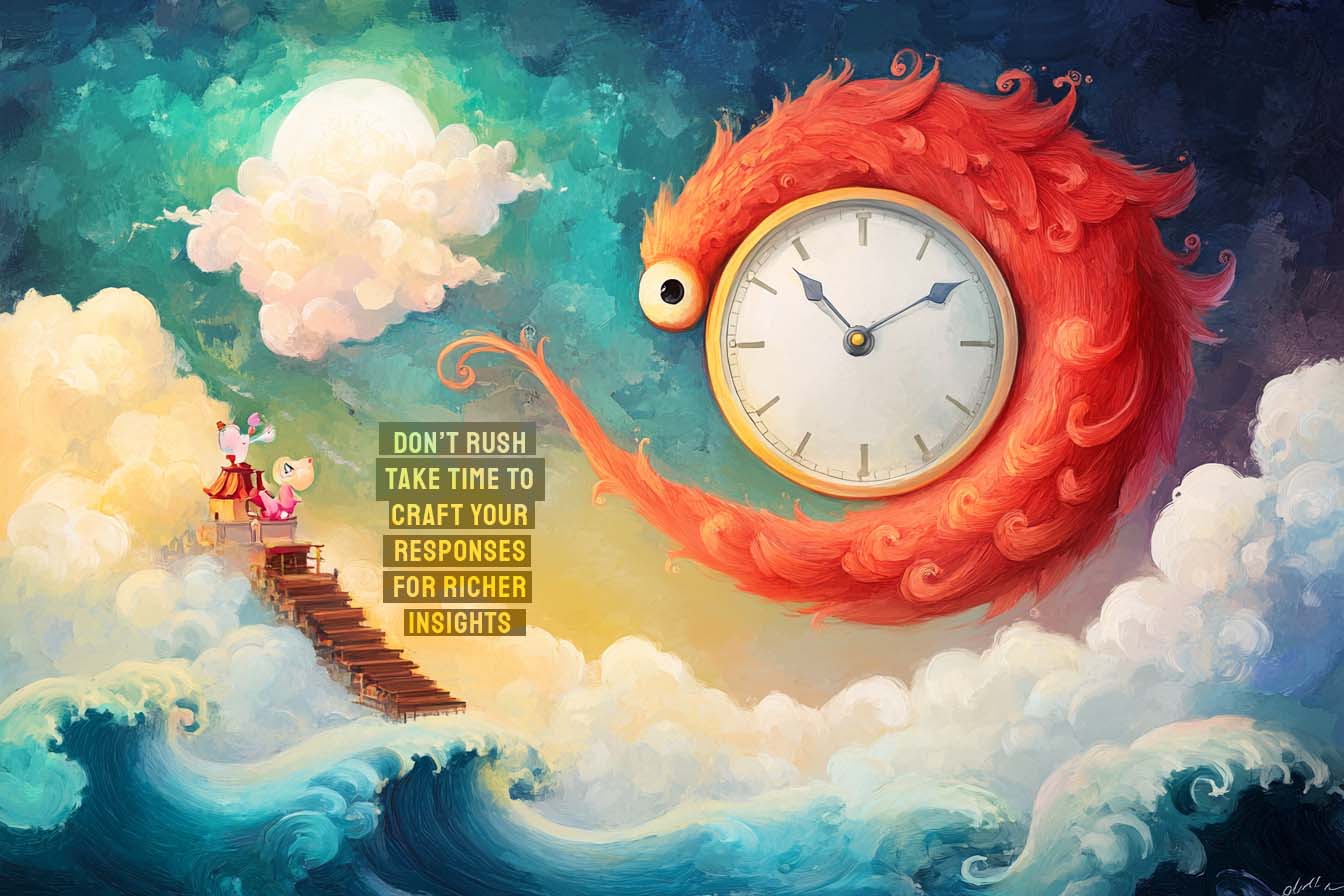 DON’T RUSH
TAKE TIME TO
CRAFT YOUR
RESPONSES
FOR RICHER
INSIGHTS